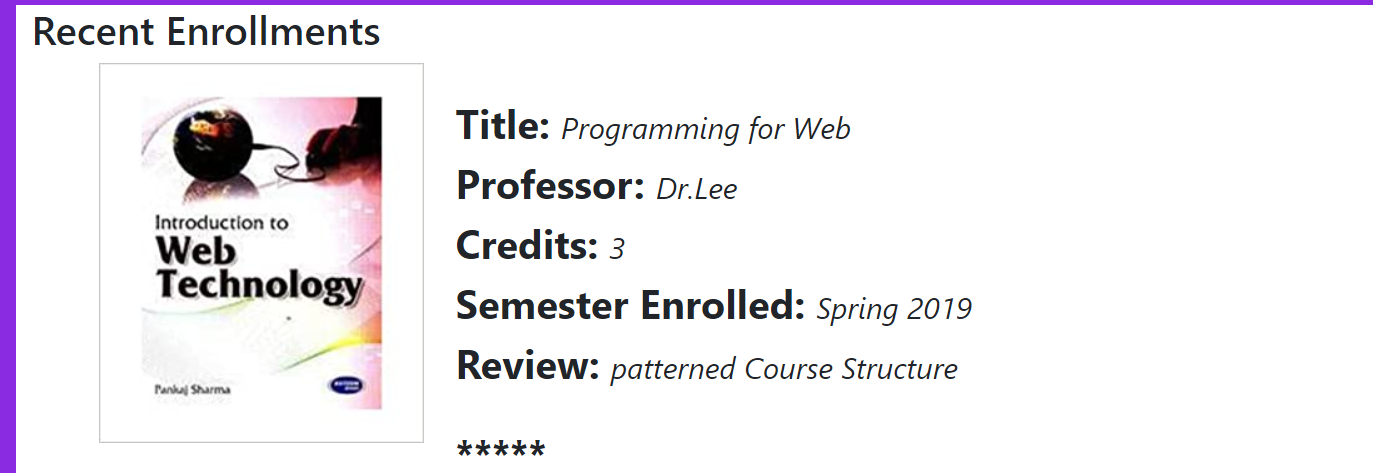 Recent Enrollments
Introduction to
Web
Technology
Pankaj Sharma
Title: Programming for Web
Professor: Dr.Lee
Credits: 3
Semester Enrolled: Spring 2019
Review: patterned Course Structure
*****